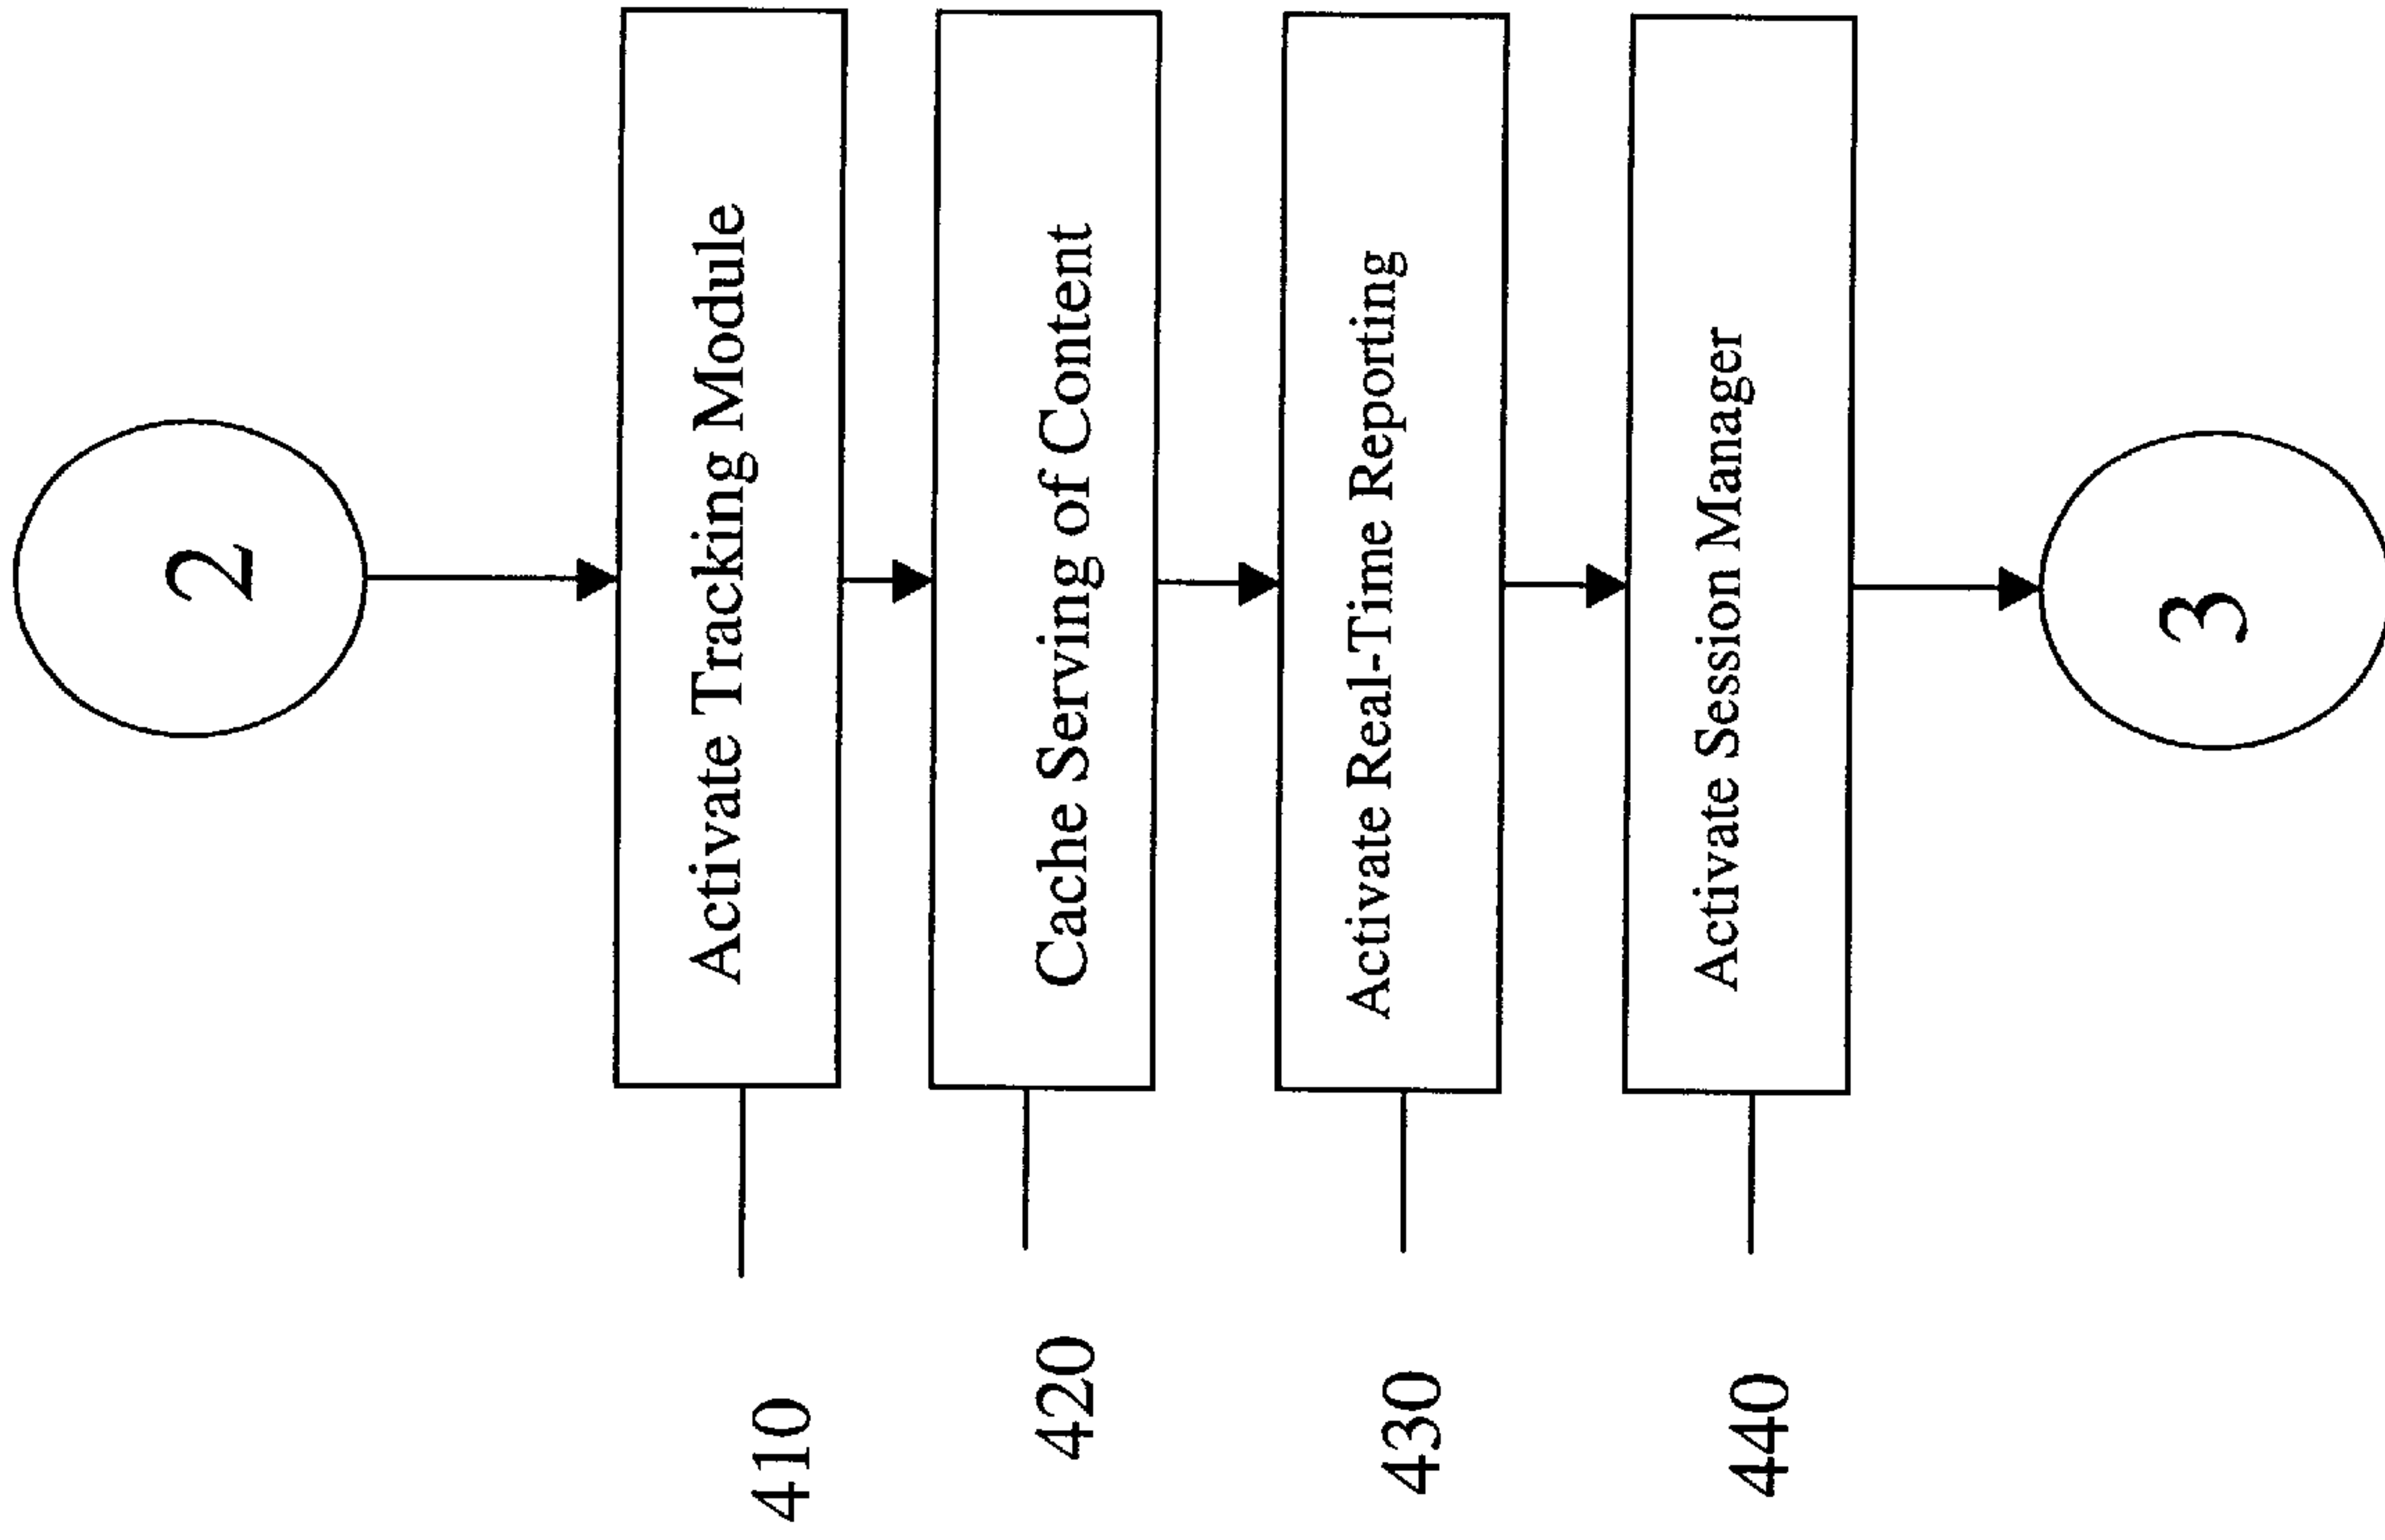 2
410
Activate Tracking Module
420
Cache Serving of Content
430
Activate Real-Time Reporting
440
Activate Session Manager
3